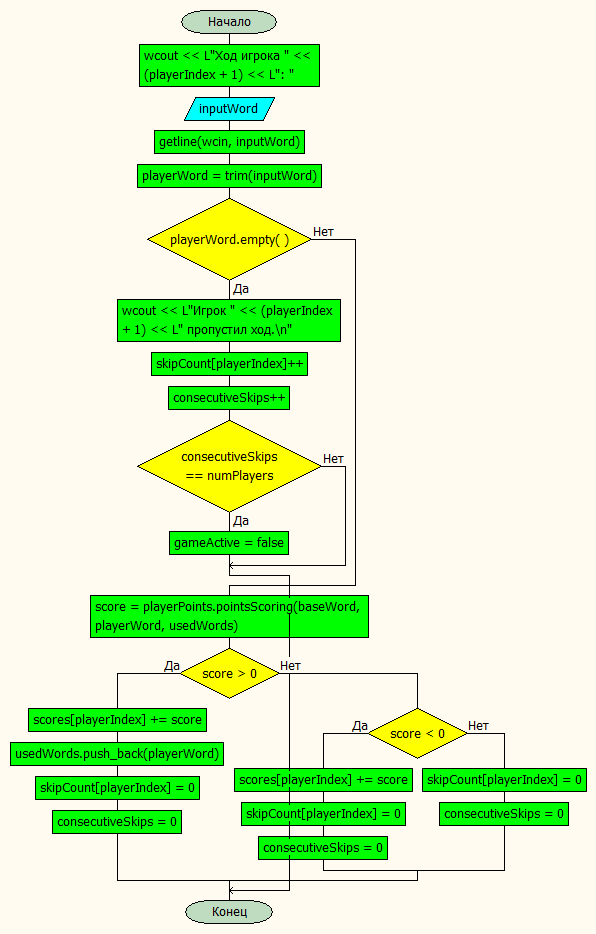 Начало
wcout << L"Ход игрока " <<
(playerIndex + 1) << L": "
inputWord
getline(wcin, inputWord)
playerWord = trim(inputWord)
playerWord.empty( )
Нет
Да
wcout << L"Игрок " << (playerIndex
+ 1) << L" пропустил ход.\n"
skipCount[playerIndex]++
consecutiveSkips++
consecutiveSkips
== numPlayers
Нет
Да
gameActive = false
score = playerPoints.pointsScoring(baseWord,
playerWord, usedWords)
Да
score > 0
Нет
scores[playerIndex] += score
usedWords.push_back(playerWord)
skipCount[playerIndex] = 0
consecutiveSkips = 0
Да
score < 0
Нет
scores[playerIndex] += score
skipCount[playerIndex] = 0
consecutiveSkips = 0
skipCount[playerIndex] = 0
consecutiveSkips = 0
Конец